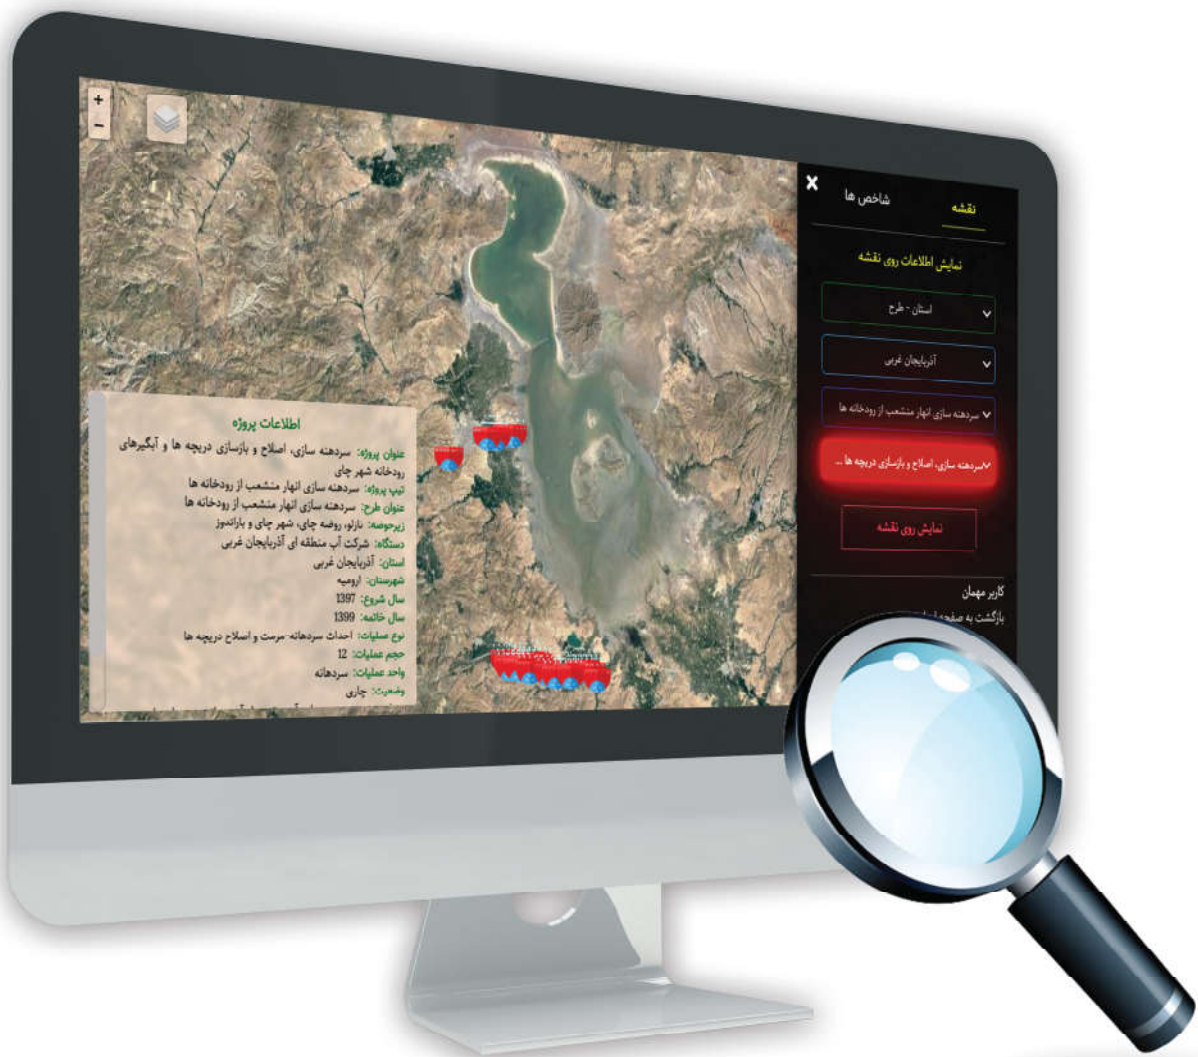 +
−
×
نقشه
شاخص ها
نمایش اطلاعات روی نقشه
استان - طرح
آذربایجان غربی
سردهنه سازی انهار منشعب از رودخانه ها
سردهنه سازی، اصلاح و بازسازی دریچه ها ...
نمایش روی نقشه
کاربر مهمان
بازگشت به صفحه
اطلاعات پروژه
عنوان پروژه: سردهنه سازی، اصلاح و بازسازی دریچه ها و آبگیرهای
رودخانه شهر چای
تیپ پروژه: سردهنه سازی انهار منشعب از رودخانه ها
عنوان طرح: سردهنه سازی انهار منشعب از رودخانه ها
زیرحوضه: نازلو، روضه چای، شهر چای و باراندوز
دستگاه: شرکت آب منطقه ای آذربایجان غربی
استان: آذربایجان غربی
شهرستان: ارومیه
سال شروع: 1397
سال خاتمه: 1399
نوع عملیات: احداث سردهانه-مرمت و اصلاح دریچه ها
حجم عملیات: 12
واحد عملیات: سردهانه
وضعیت: جاری